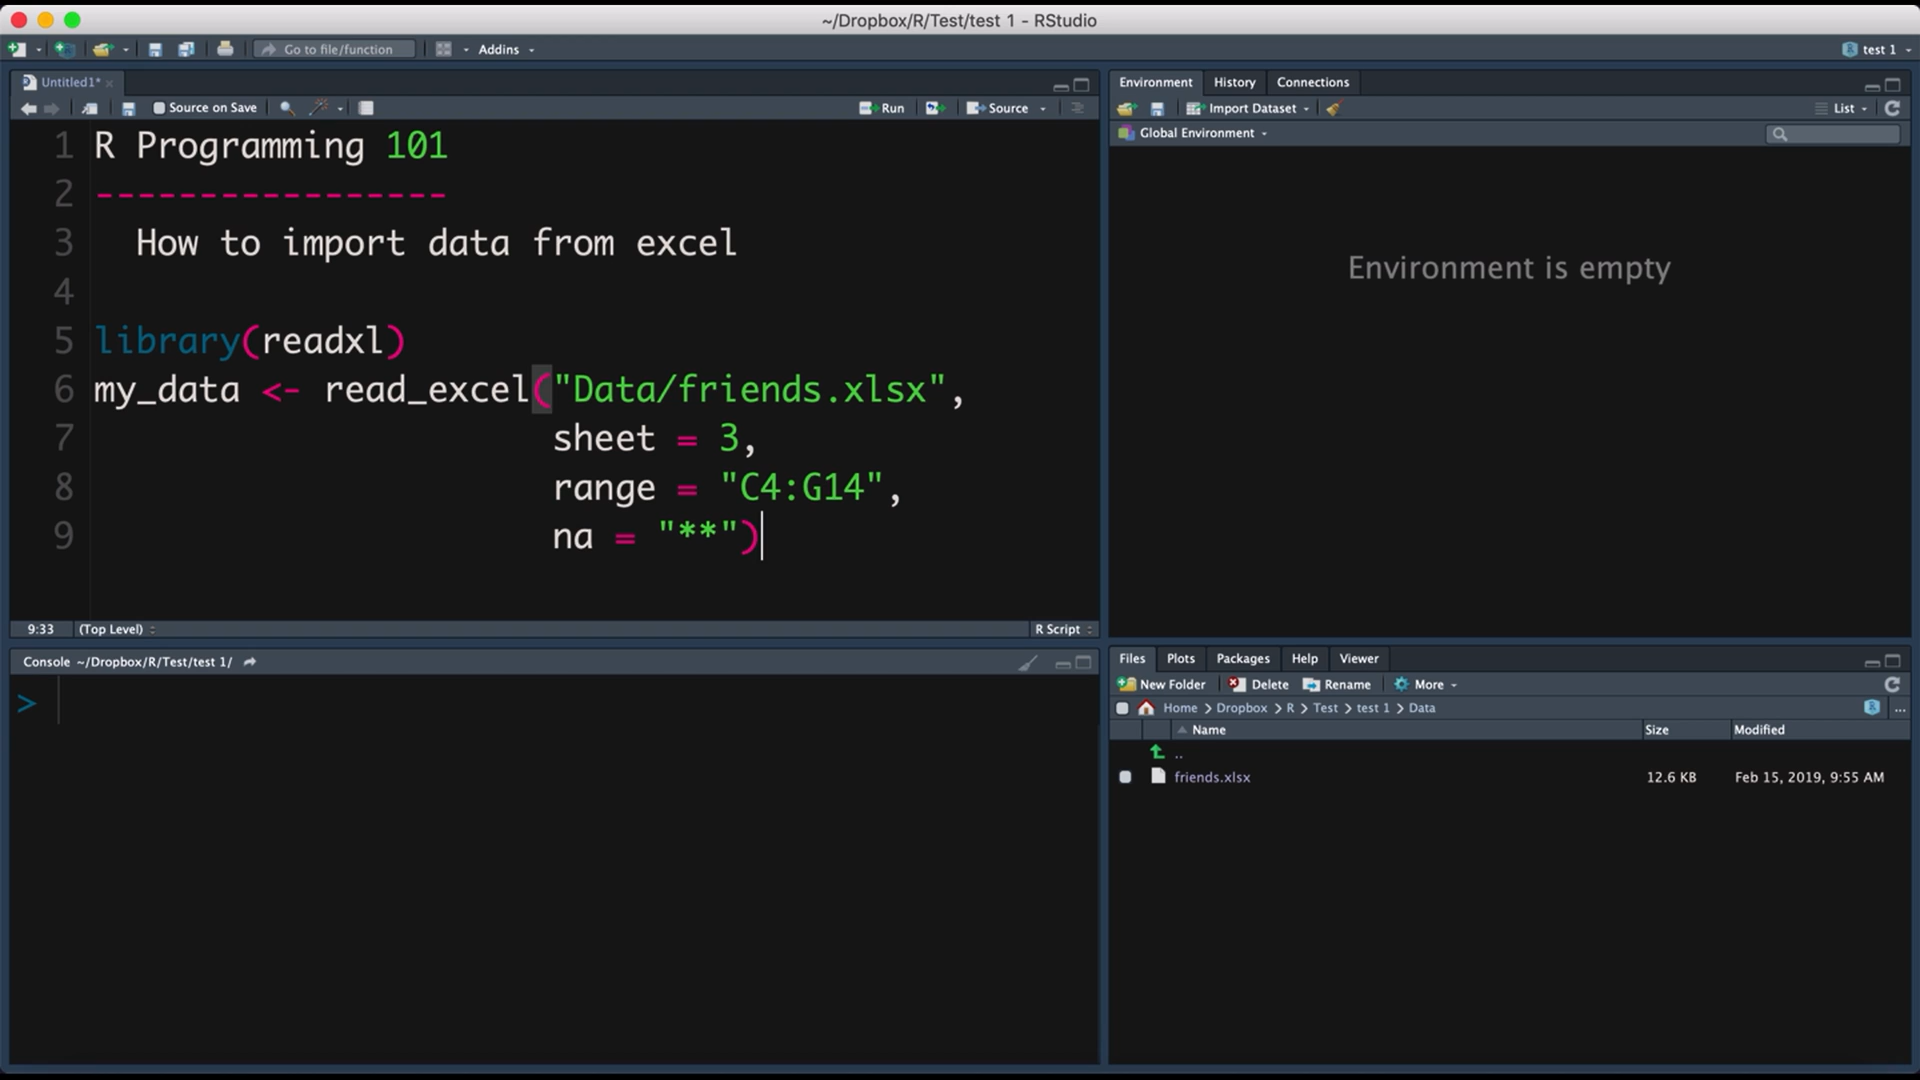 ~/Dropbox/R/Test/test 1 - RStudio
Go to file/function
Addins
test 1
Untitled1*
Source on Save
Run
Source
1 R Programming 101
2 -----------------
3 How to import data from excel
4
5 library(readxl)
6 my_data <- read_excel("Data/friends.xlsx",
7 sheet = 3,
8 range = "C4:G14",
9 na = "**")
9:33 (Top Level) R Script
Console ~/Dropbox/R/Test/test 1/
>
Environment History Connections
Import Dataset List
Global Environment
Environment is empty
Files Plots Packages Help Viewer
New Folder Delete Rename More
Home > Dropbox > R > Test > test 1 > Data ...
Name Size Modified
..
friends.xlsx 12.6 KB Feb 15, 2019, 9:55 AM